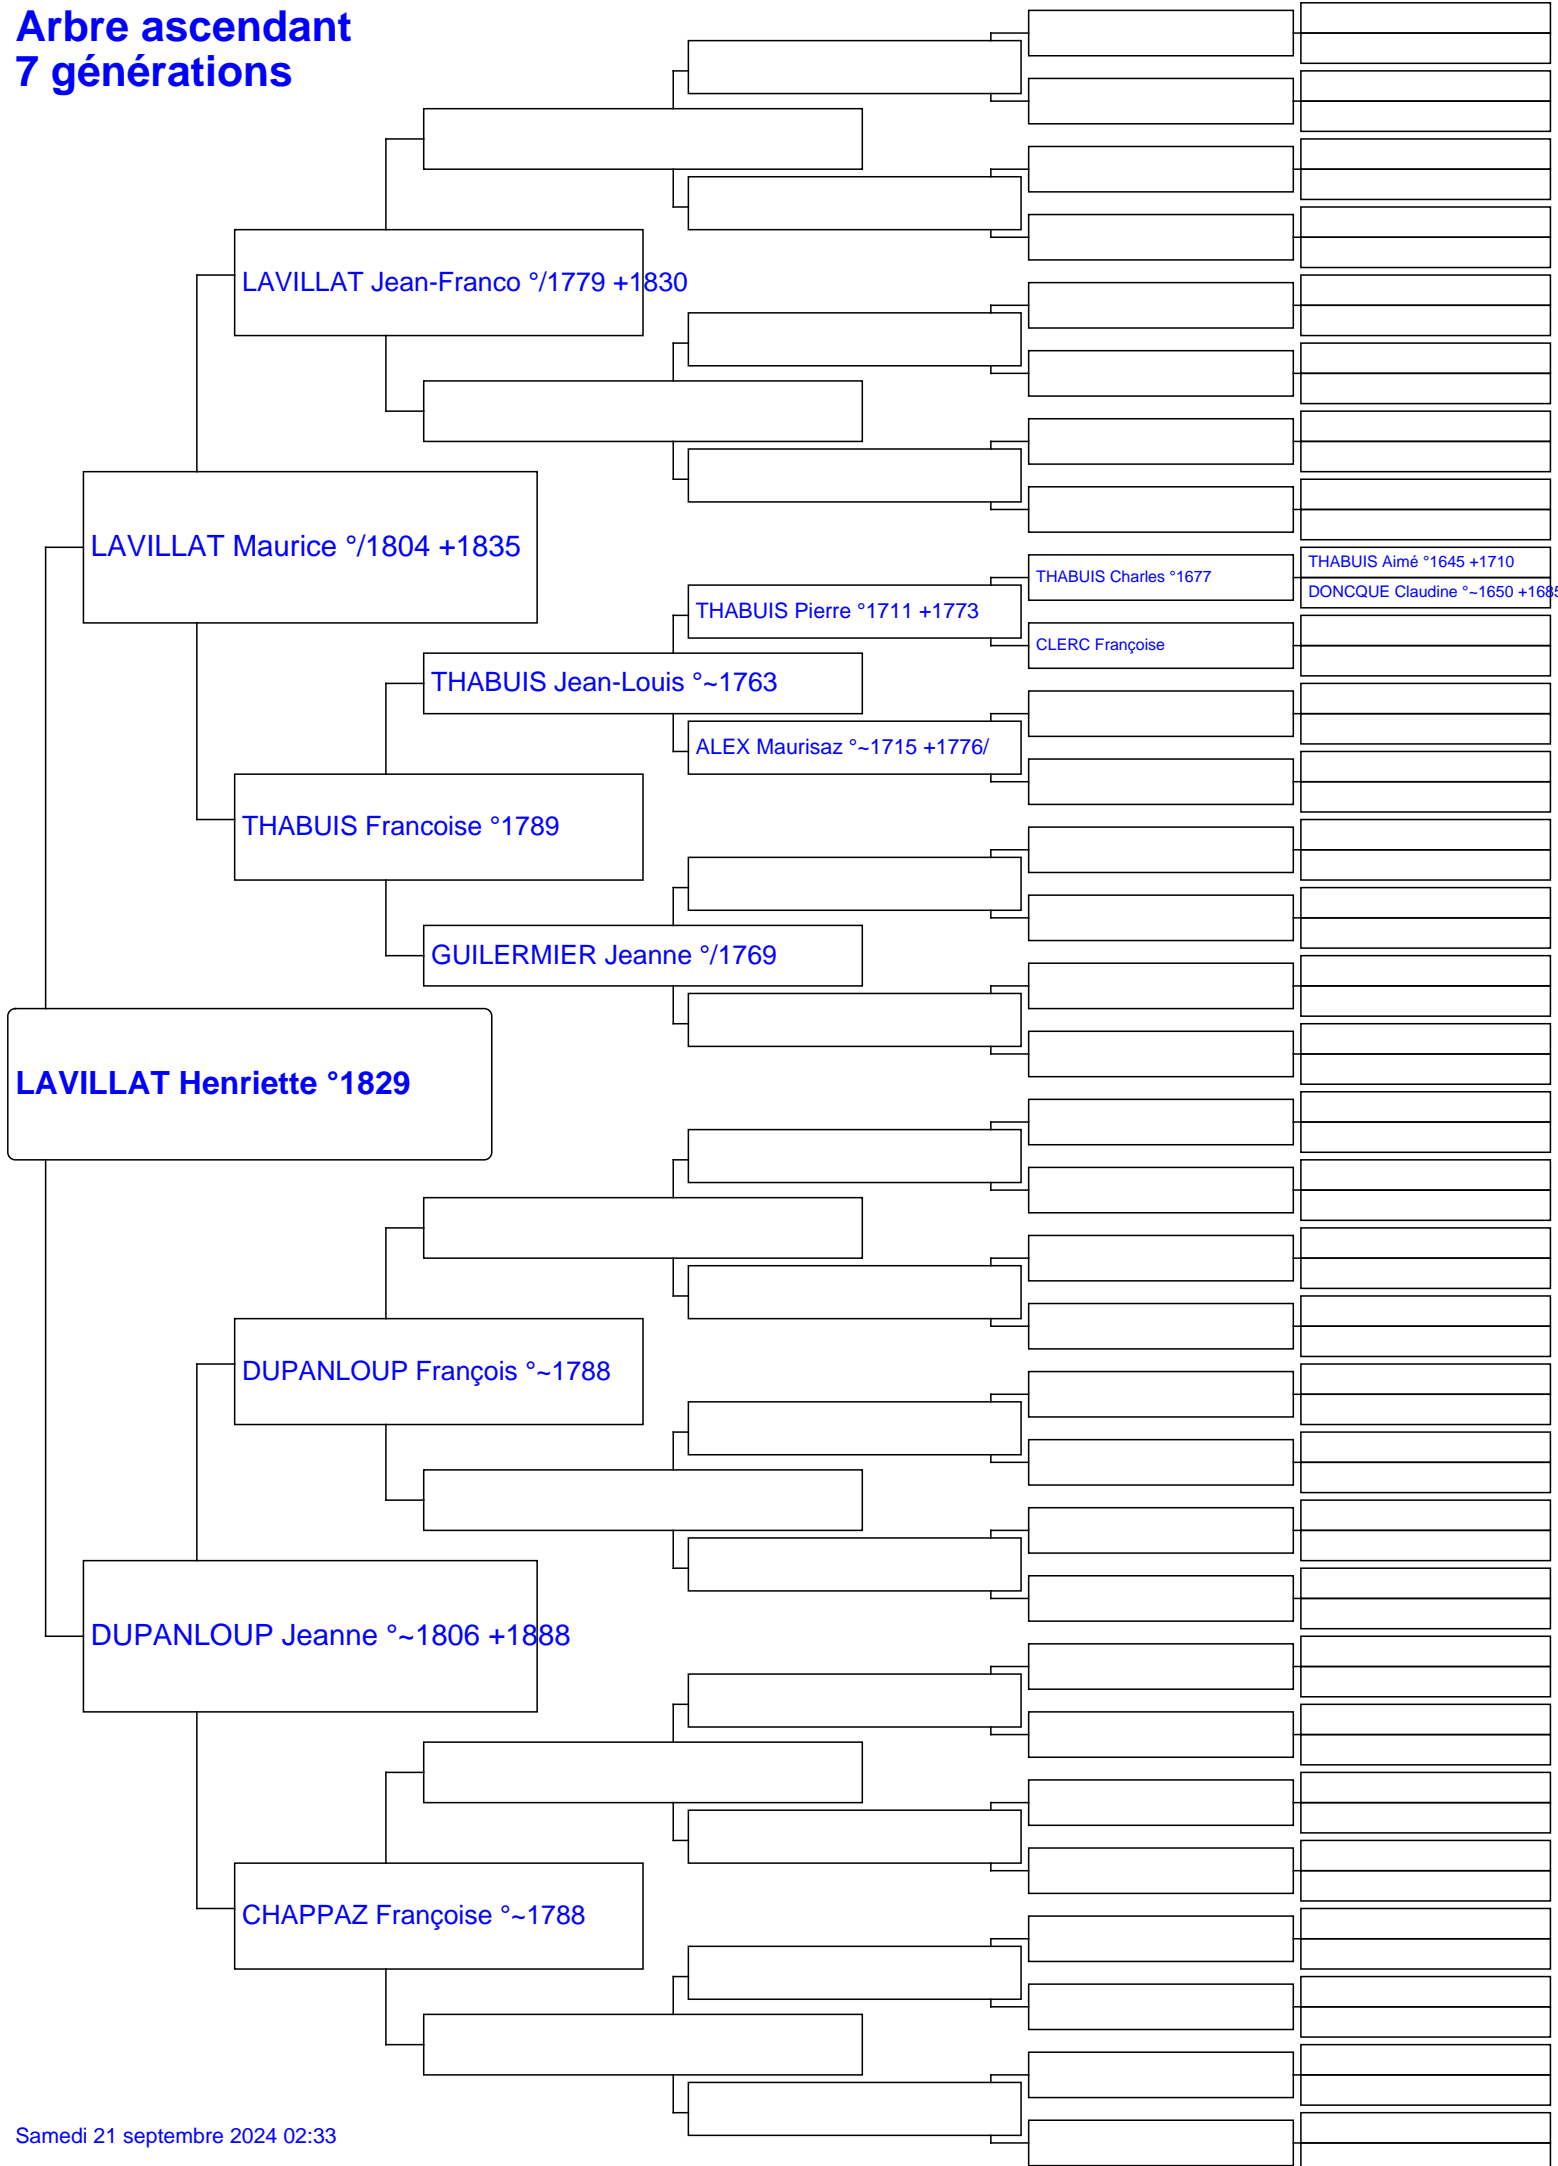 Arbre ascendant
7 générations
LAVILLAT Jean-Franco °/1779 +1830
LAVILLAT Maurice °/1804 +1835
THABUIS Aimé °1645 +1710
THABUIS Charles °1677
DONCQUE Claudine °~1650 +1685
THABUIS Pierre °1711 +1773
CLERC Françoise
THABUIS Jean-Louis °~1763
ALEX Maurisaz °~1715 +1776/
THABUIS Francoise °1789
GUILERMIER Jeanne °/1769
LAVILLAT Henriette °1829
DUPANLOUP François °~1788
DUPANLOUP Jeanne °~1806 +1888
CHAPPAZ Françoise °~1788
Samedi 21 septembre 2024 02:33